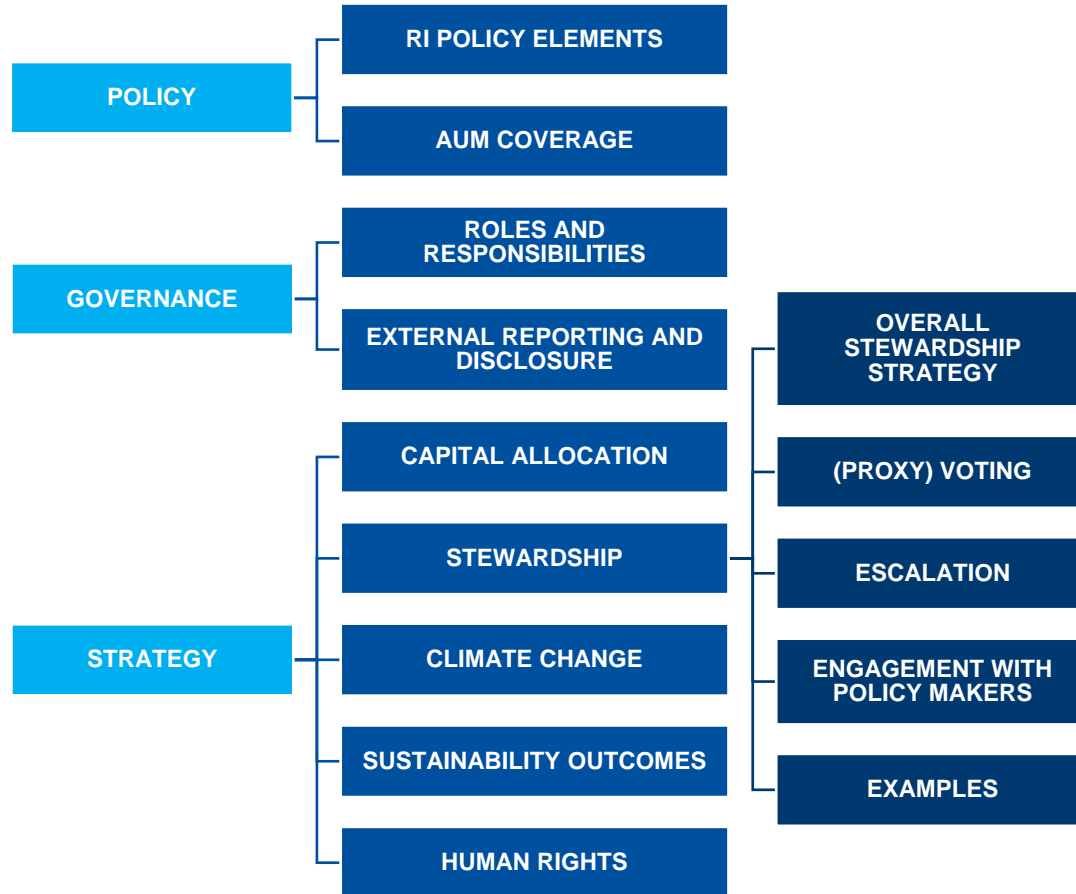 POLICY
RI POLICY ELEMENTS
AUM COVERAGE
GOVERNANCE
ROLES AND
RESPONSIBILITIES
EXTERNAL REPORTING AND
DISCLOSURE
STRATEGY
CAPITAL ALLOCATION
STEWARDSHIP
CLIMATE CHANGE
SUSTAINABILITY OUTCOMES
HUMAN RIGHTS
OVERALL
STEWARDSHIP
STRATEGY
(PROXY) VOTING
ESCALATION
ENGAGEMENT WITH
POLICY MAKERS
EXAMPLES